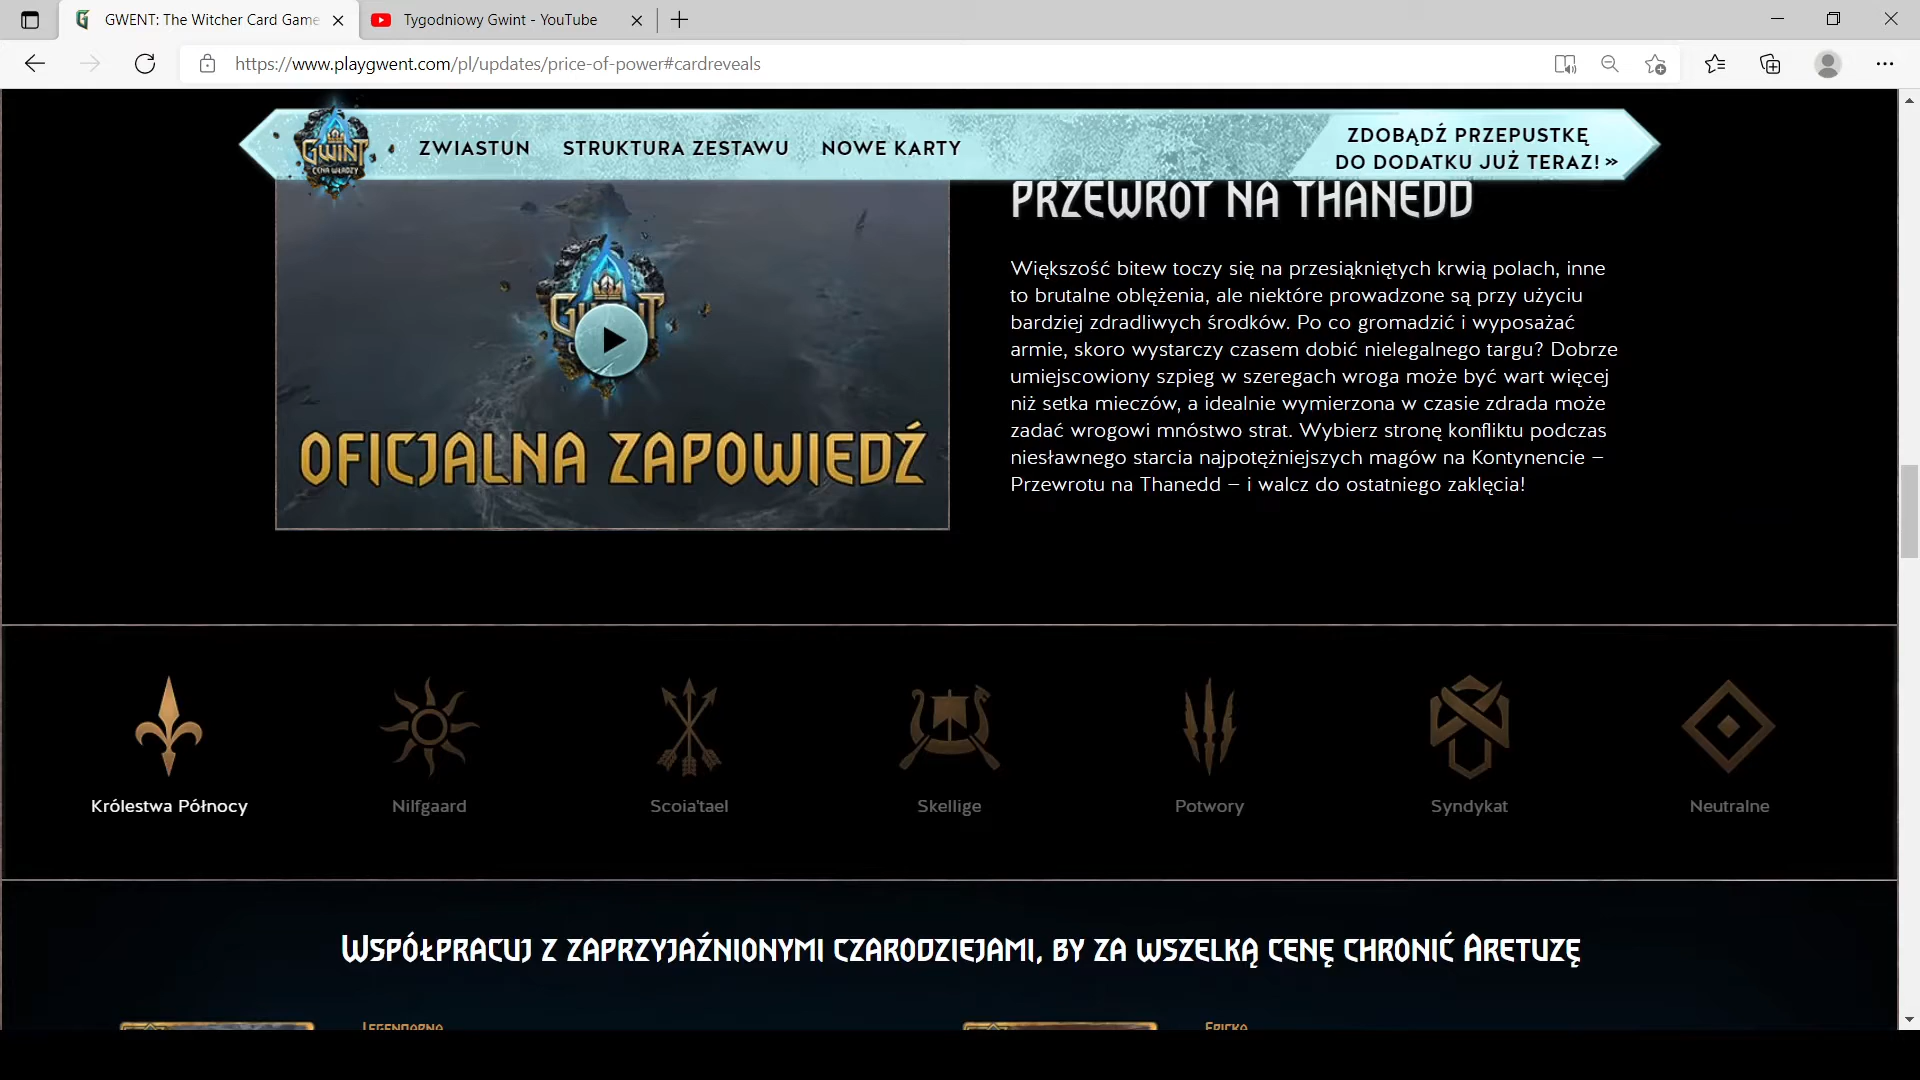 GWENT: The Witcher Card Game
Tygodniowy Gwint - YouTube
https://www.playgwent.com/pl/updates/price-of-power#cardreveals
GWINT
CENA WŁADZY
ZWIASTUN
STRUKTURA ZESTAWU
NOWE KARTY
ZDOBĄDŹ PRZEPUSTKĘ
DO DODATKU JUŻ TERAZ! »
PRZEWRÓT NA THANEDD
OFICJALNA ZAPOWIEDŹ
Większość bitew toczy się na przesiąkniętych krwią polach, inne
to brutalne oblężenia, ale niektóre prowadzone są przy użyciu
bardziej zdradliwych środków. Po co gromadzić i wyposażać
armie, skoro wystarczy czasem dobić nielegalnego targu? Dobrze
umiejscowiony szpieg w szeregach wroga może być wart więcej
niż setka mieczów, a idealnie wymierzona w czasie zdrada może
zadać wrogowi mnóstwo strat. Wybierz stronę konfliktu podczas
niesławnego starcia najpotężniejszych magów na Kontynencie –
Przewrotu na Thanedd – i walcz do ostatniego zaklęcia!
Królestwa Północy
Nilfgaard
Scoia'tael
Skellige
Potwory
Syndykat
Neutralne
Współpracuj z zaprzyjaźnionymi czarodziejami, by za wszelką cenę chronić Aretuzę
Legendarna
Epicka